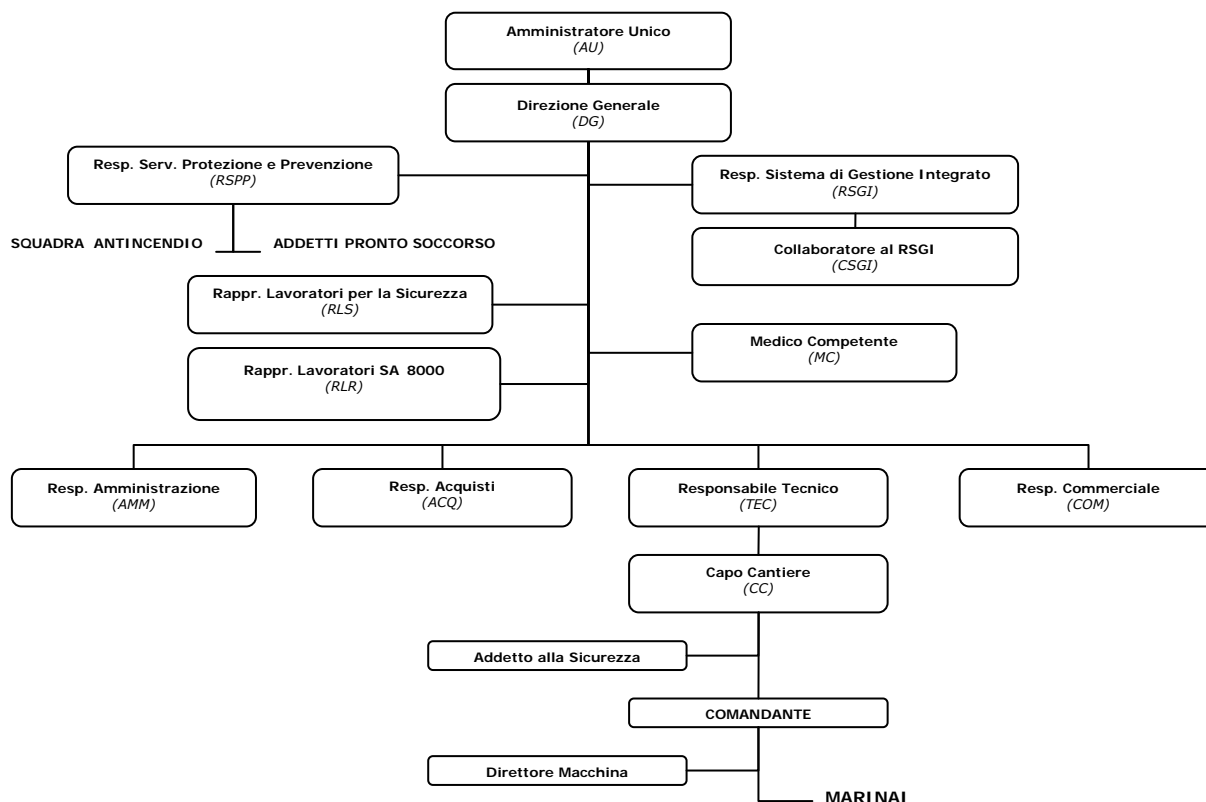 Amministratore Unico
(AU)
Direzione Generale
(DG)
Resp. Serv. Protezione e Prevenzione
(RSPP)
Resp. Sistema di Gestione Integrato
(RSGI)
SQUADRA ANTINCENDIO
ADDETTI PRONTO SOCCORSO
Collaboratore al RSGI
(CSGI)
Rappr. Lavoratori per la Sicurezza
(RLS)
Medico Competente
(MC)
Rappr. Lavoratori SA 8000
(RLR)
Resp. Amministrazione
(AMM)
Resp. Acquisti
(ACQ)
Responsabile Tecnico
(TEC)
Resp. Commerciale
(COM)
Capo Cantiere
(CC)
Addetto alla Sicurezza
COMANDANTE
Direttore Macchina
MARINAI